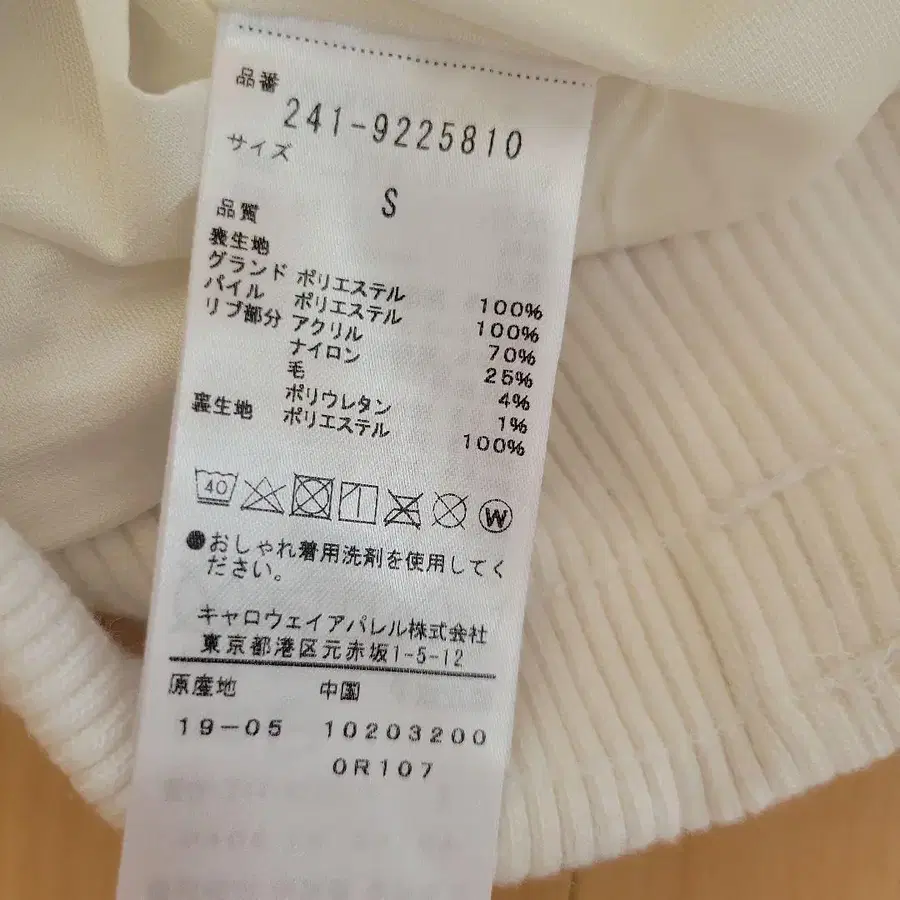 品番
241-9225810
サイズ
S
品質
表生地
グランド ポリエステル 100%
パイル ポリエステル 100%
リブ部分 アクリル 70%
ナイロン 25%
毛 4%
ポリウレタン 1%
裏生地 ポリエステル 100%
40 W
●おしゃれ着用洗剤を使用してく
ださい。
キャロウェイアパレル株式会社
東京都港区元赤坂1-5-12
原産地 中国
19-05 10203200
0R107